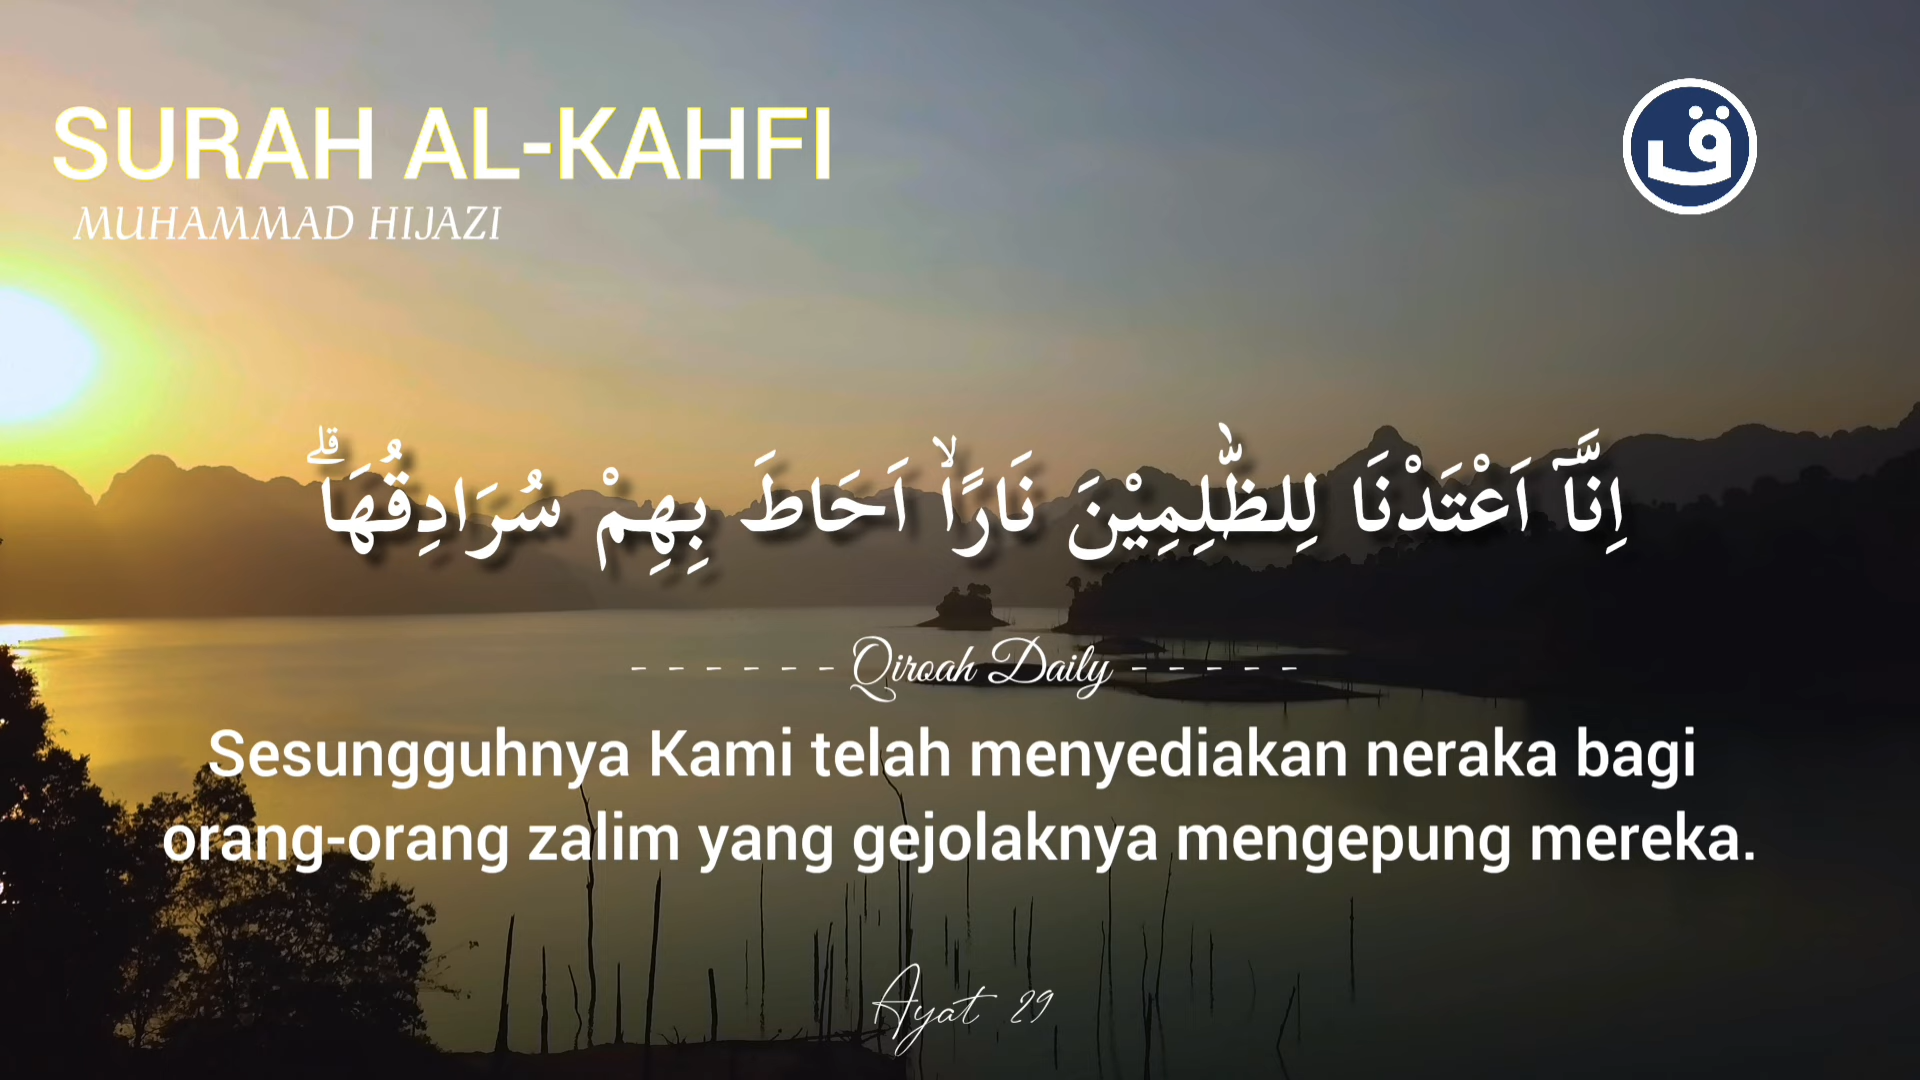 SURAH AL-KAHFI
MUHAMMAD HIJAZI
ق
اِنَّآ اَعْتَدْنَا لِلظّٰلِمِيْنَ نَارًاۙ اَحَاطَ بِهِمْ سُرَادِقُهَاۗ
- - - - - - Qiroah Daily - - - - -
Sesungguhnya Kami telah menyediakan neraka bagi
orang-orang zalim yang gejolaknya mengepung mereka.
Ayat 29